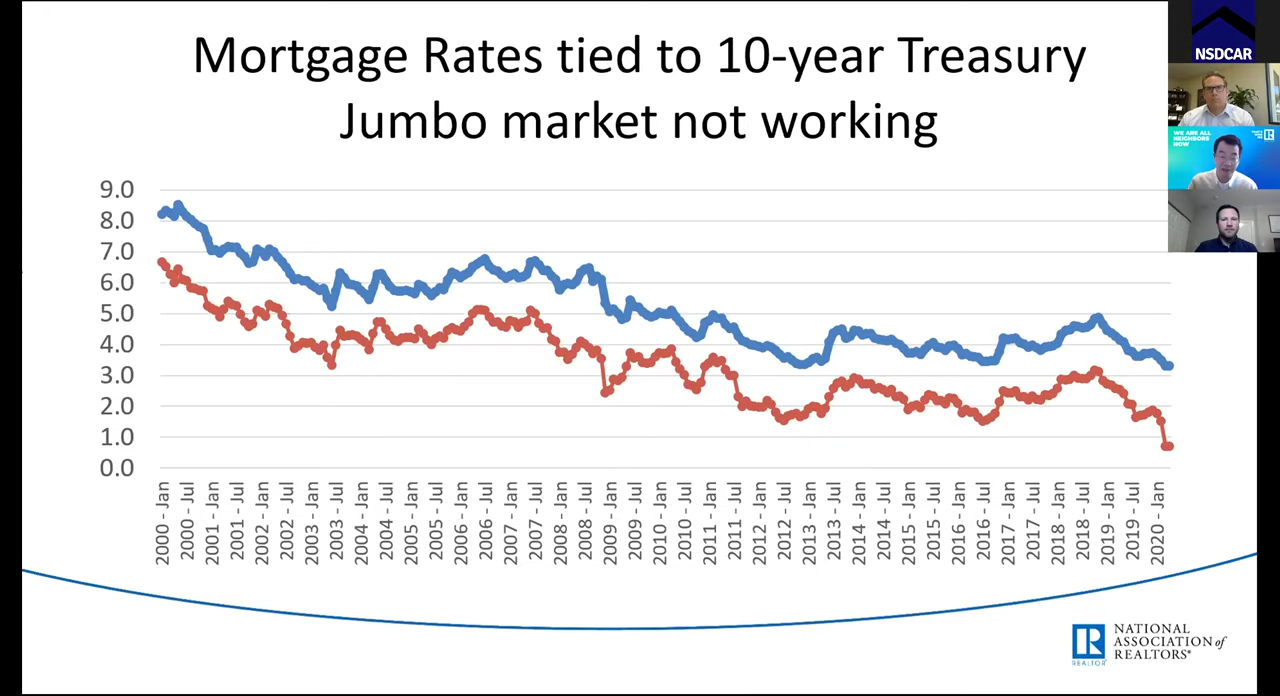 Mortgage Rates tied to 10-year Treasury
Jumbo market not working
NSDCAR
WE ARE ALL
NEIGHBORS
NOW
9.0
8.0
7.0
6.0
5.0
4.0
3.0
2.0
1.0
0.0
2000 - Jan
2000 - Jul
2001 - Jan
2001 - Jul
2002 - Jan
2002 - Jul
2003 - Jan
2003 - Jul
2004 - Jan
2004 - Jul
2005 - Jan
2005 - Jul
2006 - Jan
2006 - Jul
2007 - Jan
2007 - Jul
2008 - Jan
2008 - Jul
2009 - Jan
2009 - Jul
2010 - Jan
2010 - Jul
2011 - Jan
2011 - Jul
2012 - Jan
2012 - Jul
2013 - Jan
2013 - Jul
2014 - Jan
2014 - Jul
2015 - Jan
2015 - Jul
2016 - Jan
2016 - Jul
2017 - Jan
2017 - Jul
2018 - Jan
2018 - Jul
2019 - Jan
2019 - Jul
2020 - Jan
R
REALTOR®
NATIONAL
ASSOCIATION of
REALTORS®